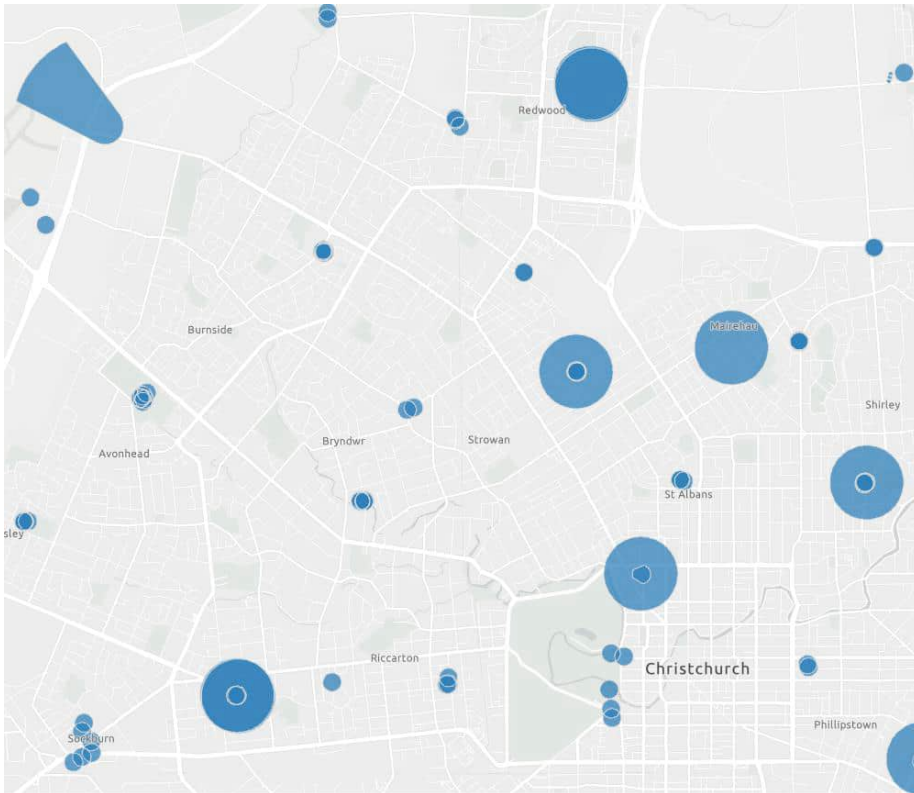 Redwood
Mairehau
Burnside
Shirley
Bryndwr
Strowan
Avonhead
St Albans
sley
Riccarton
Christchurch
Phillipstown
Sockburn